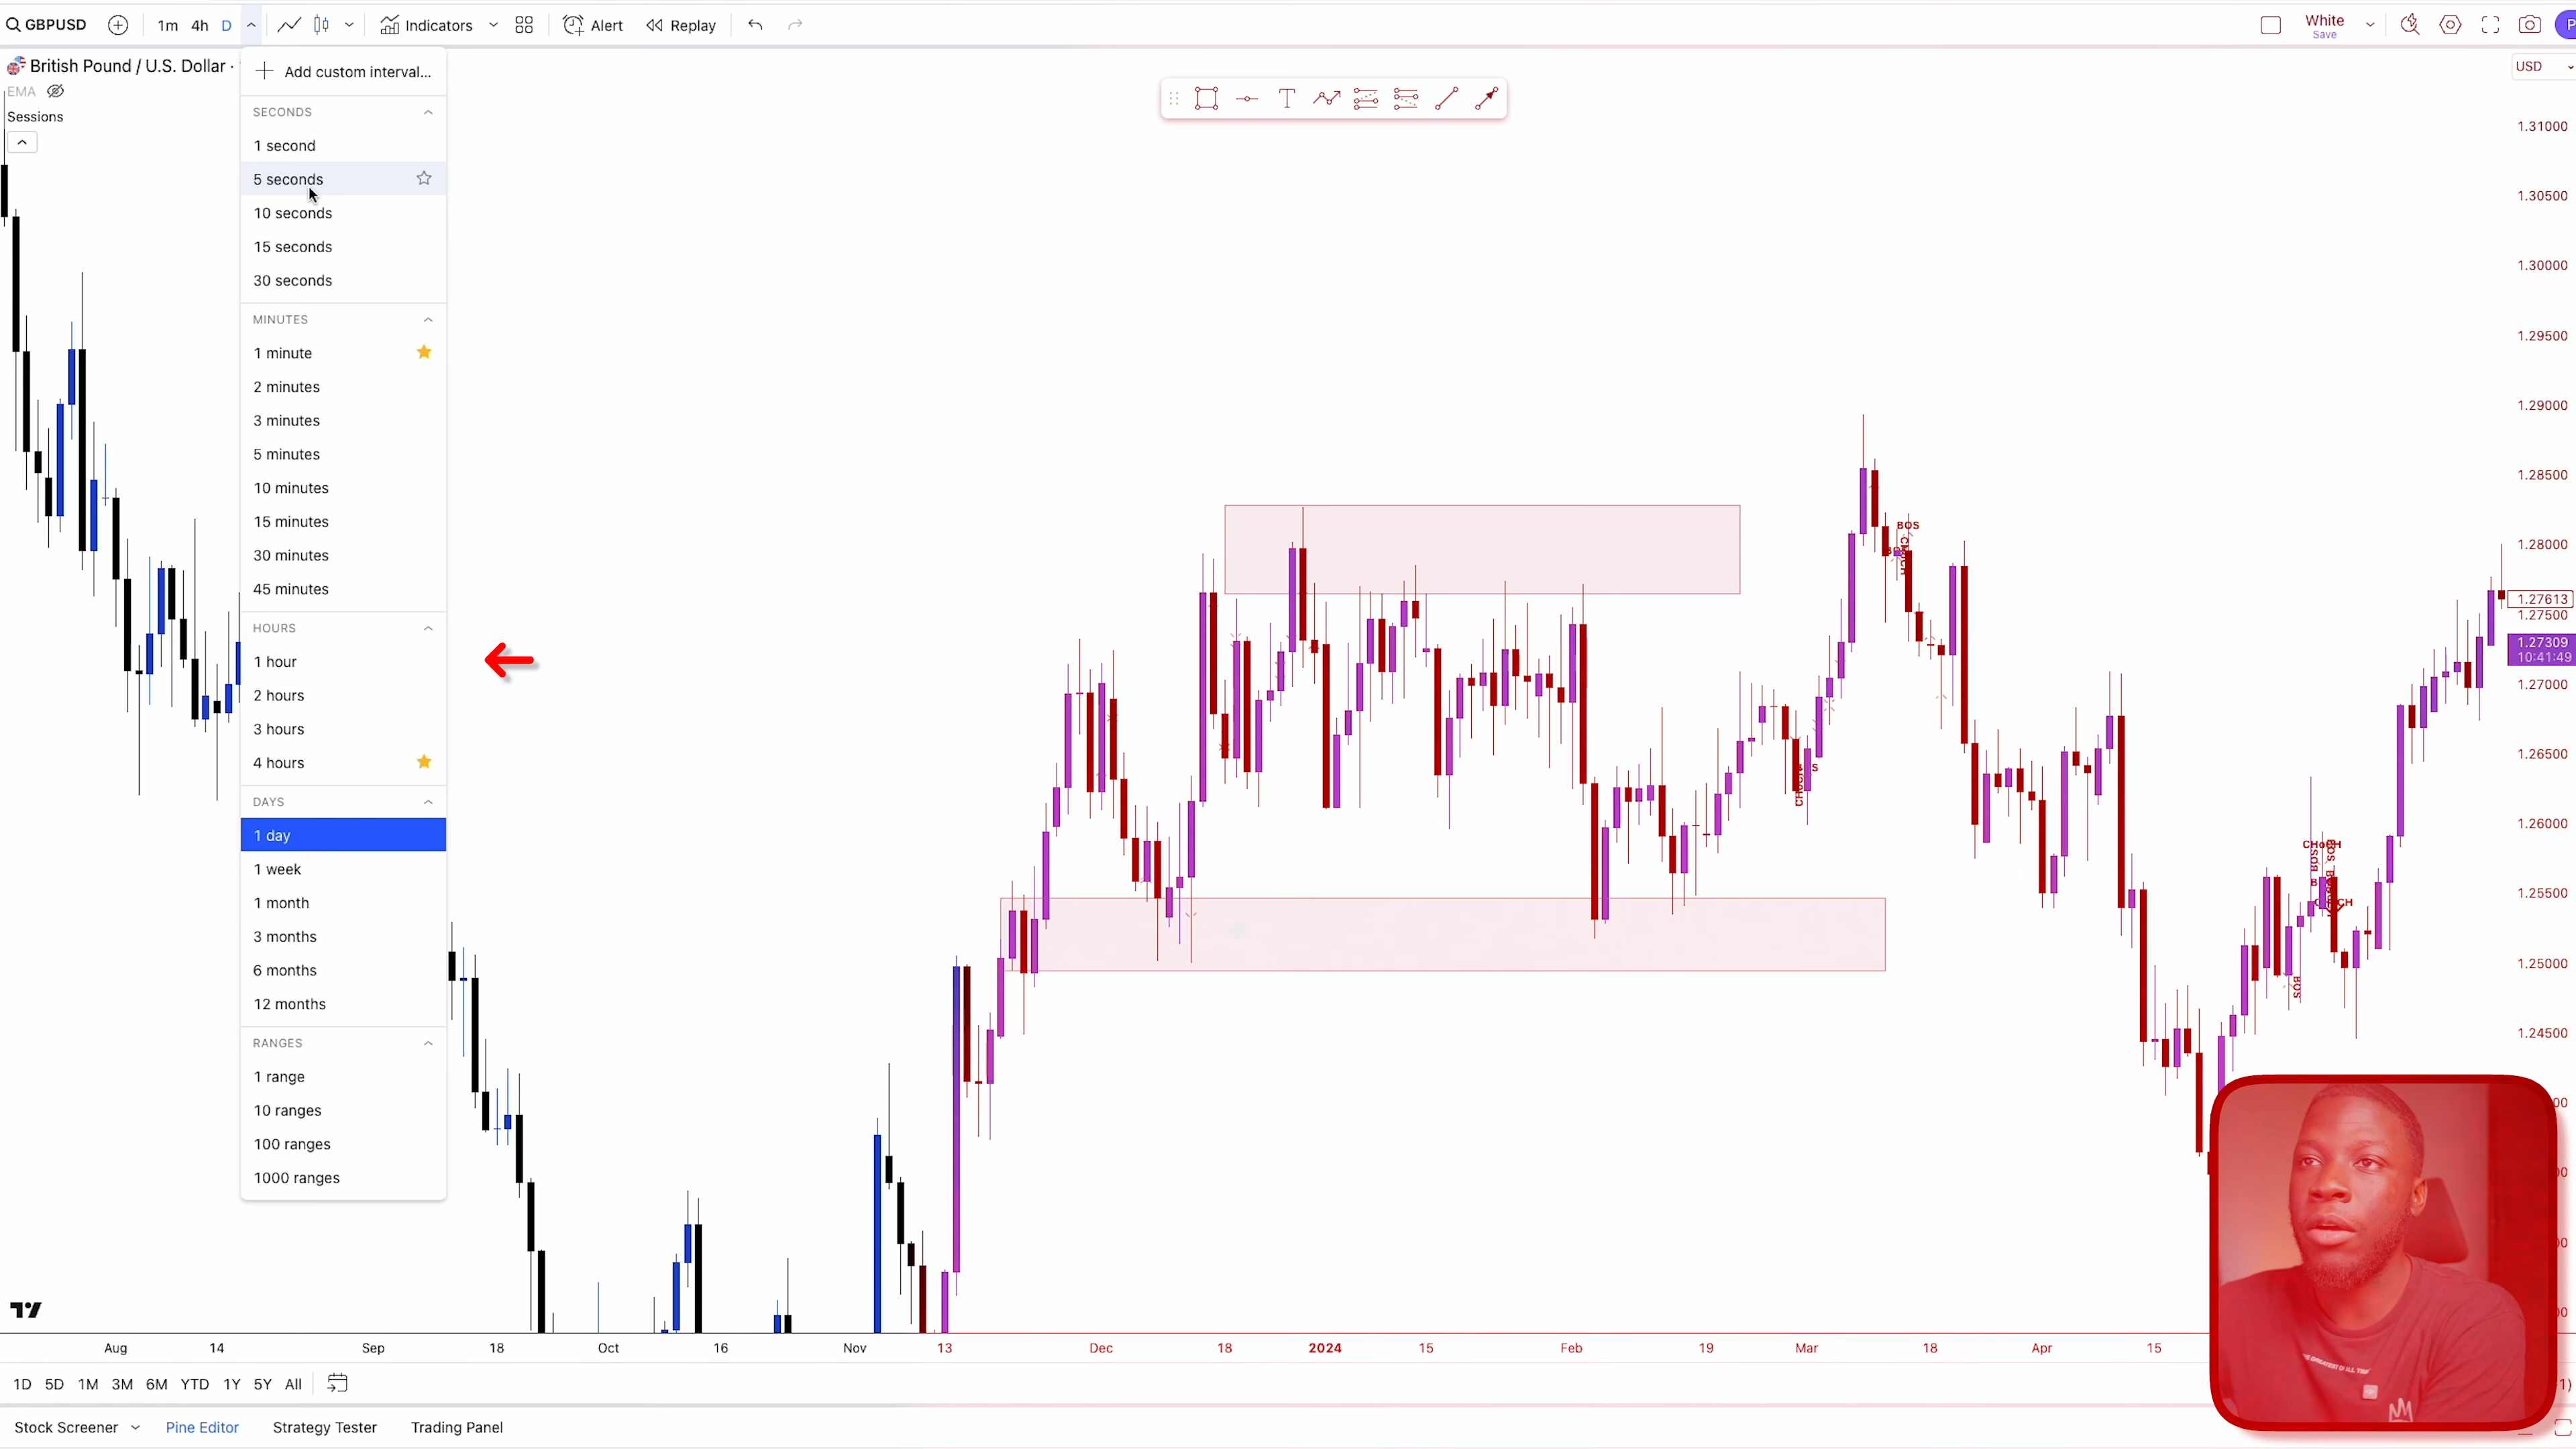 GBPUSD 1m 4h D Indicators Alert Replay White USD
Save
British Pound / U.S. Dollar ·
EMA
Sessions
Add custom interval...
SECONDS
1 second
5 seconds
10 seconds
15 seconds
30 seconds
MINUTES
1 minute
2 minutes
3 minutes
5 minutes
10 minutes
15 minutes
30 minutes
45 minutes
HOURS
1 hour
2 hours
3 hours
4 hours
DAYS
1 day
1 week
1 month
3 months
6 months
12 months
RANGES
1 range
10 ranges
100 ranges
1000 ranges
BOS
CHoCH
BOS
1.31000
1.30500
1.30000
1.29500
1.29000
1.28500
1.28000
1.27613
1.27500
1.27309
10:41:49
1.27000
1.26500
1.26000
1.25500
1.25000
1.24500
Aug 14 Sep 18 Oct 16 Nov 13 Dec 18 2024 15 Feb 19 Mar 18 Apr 15
1D 5D 1M 3M 6M YTD 1Y 5Y All
Stock Screener Pine Editor Strategy Tester Trading Panel